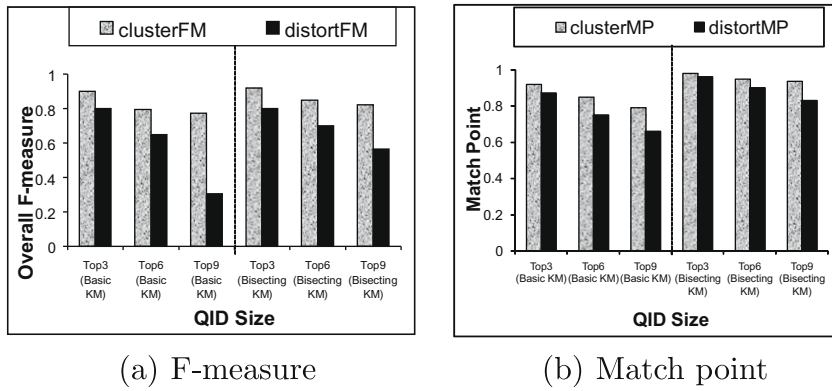 clusterFM distortFM
1
0.8
0.6
0.4
0.2
0
Overall F-measure
Top3 (Basic KM)
Top6 (Basic KM)
Top9 (Basic KM)
Top3 (Bisecting KM)
Top6 (Bisecting KM)
Top9 (Bisecting KM)
QID Size
(a) F-measure
clusterMP distortMP
1
0.8
0.6
0.4
0.2
0
Match Point
Top3 (Basic KM)
Top6 (Basic KM)
Top9 (Basic KM)
Top3 (Bisecting KM)
Top6 (Bisecting KM)
Top9 (Bisecting KM)
QID Size
(b) Match point